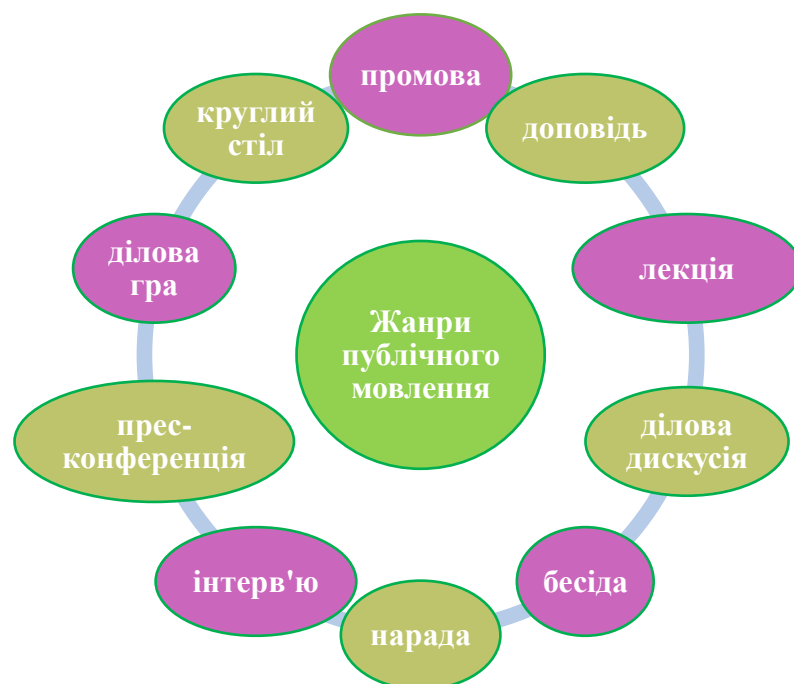 промова
доповідь
лекція
ділова
дискусія
бесіда
нарада
інтерв'ю
прес-
конференція
ділова
гра
круглий
стіл
Жанри
публічного
мовлення